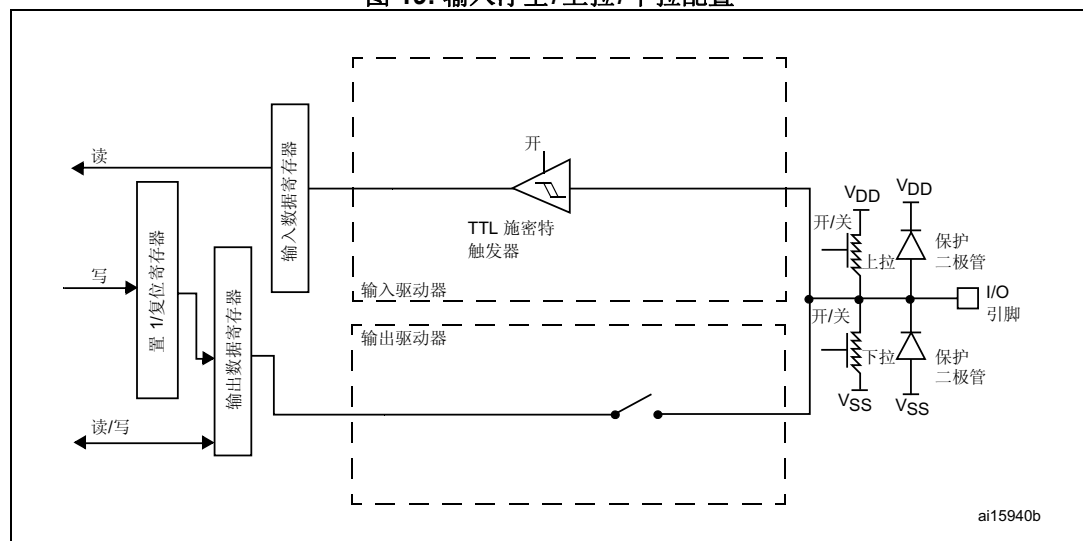 开
读
输入数据寄存器
TTL 施密特
触发器
输入驱动器
写
置 1/复位寄存器
输出数据寄存器
读/写
输出驱动器
VDD
VDD
开/关
上拉
保护
二极管
I/O
引脚
开/关
下拉
保护
二极管
VSS
VSS
ai15940b